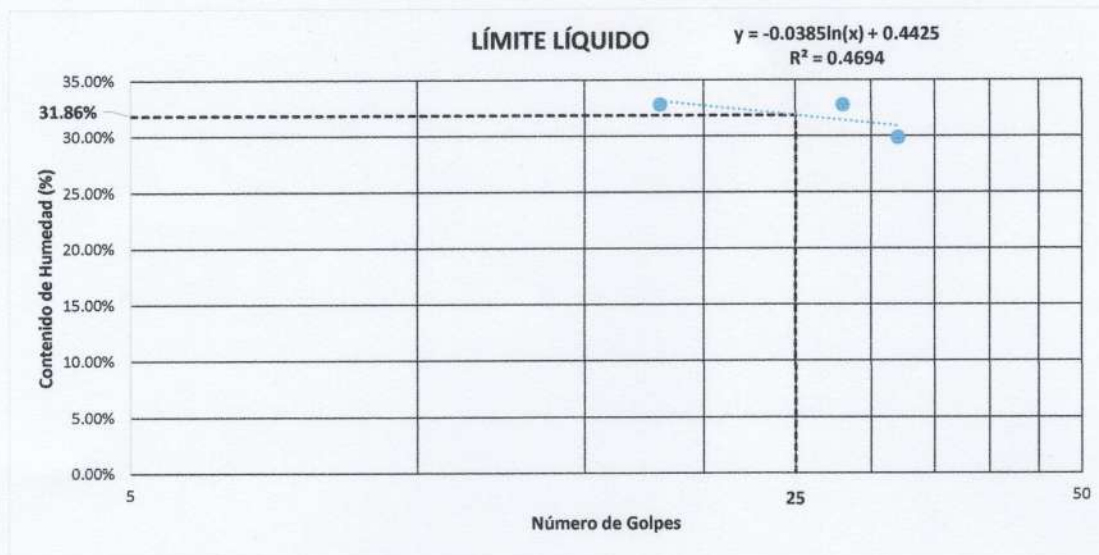 LÍMITE LÍQUIDO
y = -0.0385ln(x) + 0.4425
R² = 0.4694
35.00%
31.86%
30.00%
25.00%
20.00%
15.00%
10.00%
5.00%
0.00%
Contenido de Humedad (%)
5
25
50
Número de Golpes